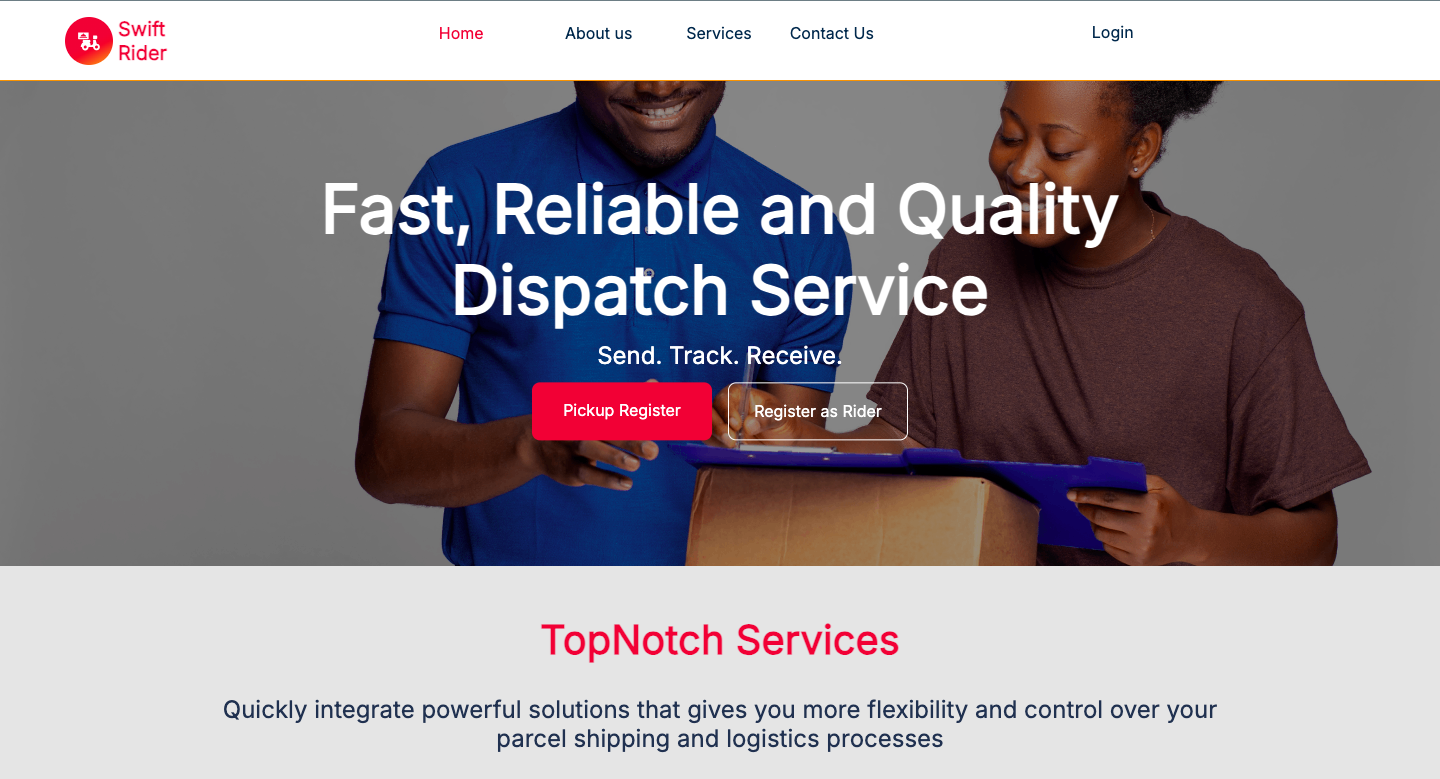 Swift
Rider
Home
About us
Services
Contact Us
Login
Fast, Reliable and Quality
Dispatch Service
Send. Track. Receive.
Pickup Register
Register as Rider
TopNotch Services
Quickly integrate powerful solutions that gives you more flexibility and control over your
parcel shipping and logistics processes